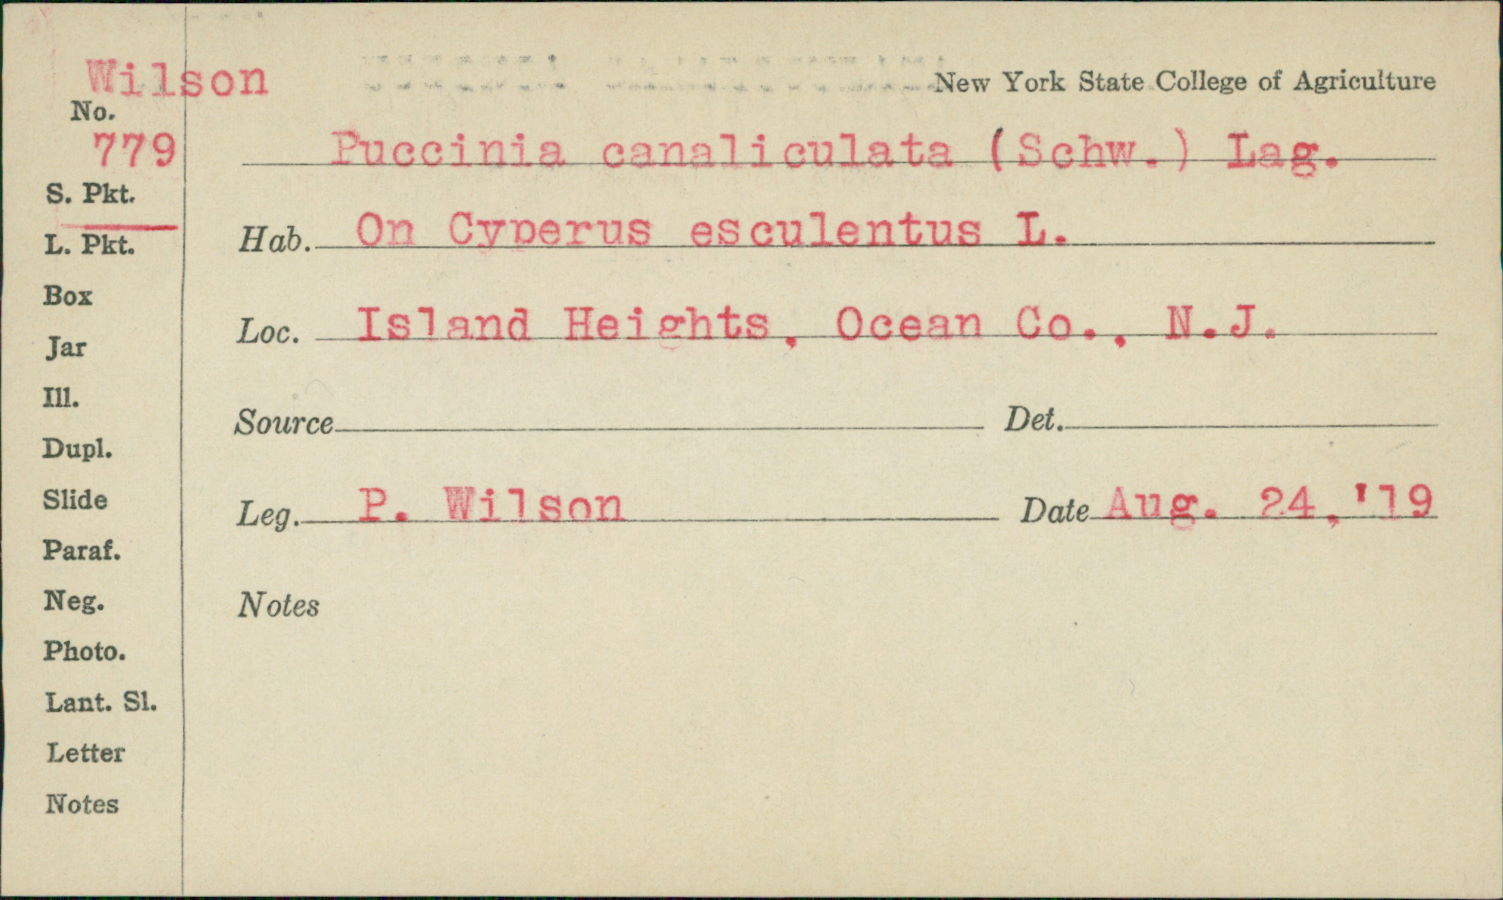 Wilson
New York State College of Agriculture
No.
779
Puccinia canaliculata (Schw.) Lag.
S. Pkt.
Hab. On Cyperus esculentus L.
L. Pkt.
Box
Loc. Island Heights, Ocean Co., N.J.
Jar
Ill.
Source Det.
Dupl.
Slide
Leg. P. Wilson Date Aug. 24,'19
Paraf.
Neg.
Notes
Photo.
Lant. Sl.
Letter
Notes